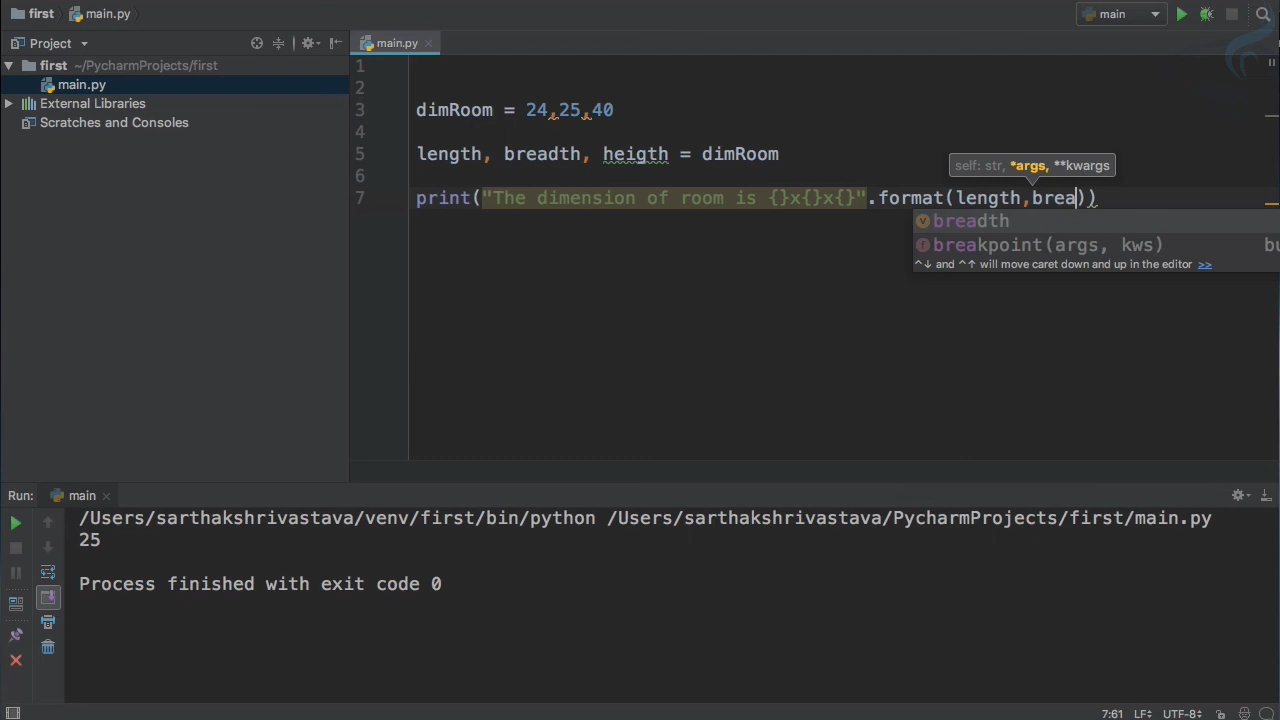 first main.py main
Project main.py
first ~/PycharmProjects/first
main.py
External Libraries
Scratches and Consoles
1
2
3 dimRoom = 24,25,40
4
5 length, breadth, heigth = dimRoom
self: str, *args, **kwargs
6
7 print("The dimension of room is {}x{}x{}".format(length,brea))
v breadth
f breakpoint(args, kws) bu
^↓ and ^↑ will move caret down and up in the editor >>
Run: main
/Users/sarthakshrivastava/venv/first/bin/python /Users/sarthakshrivastava/PycharmProjects/first/main.py
25
Process finished with exit code 0
7:61 LF UTF-8